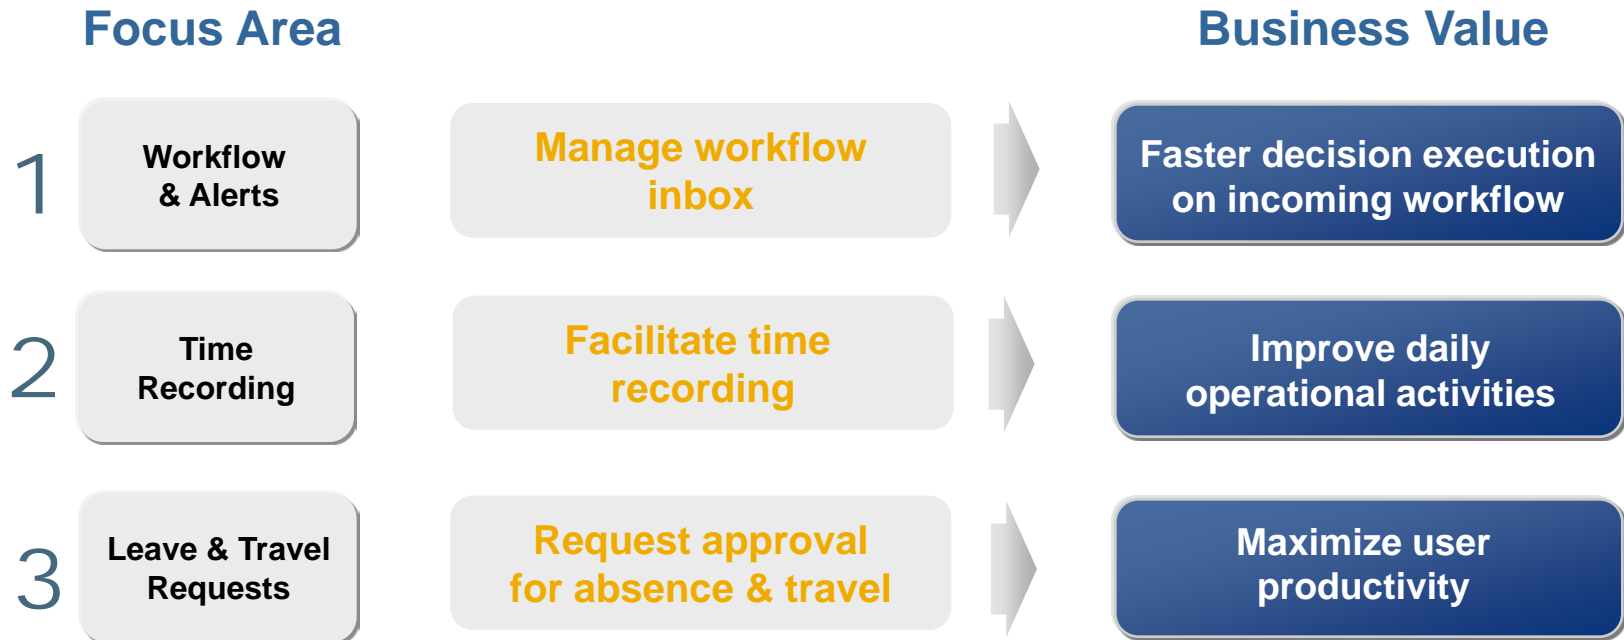 Focus Area
Business Value
1
Workflow
& Alerts
Manage workflow
inbox
Faster decision execution
on incoming workflow
2
Time
Recording
Facilitate time
recording
Improve daily
operational activities
3
Leave & Travel
Requests
Request approval
for absence & travel
Maximize user
productivity